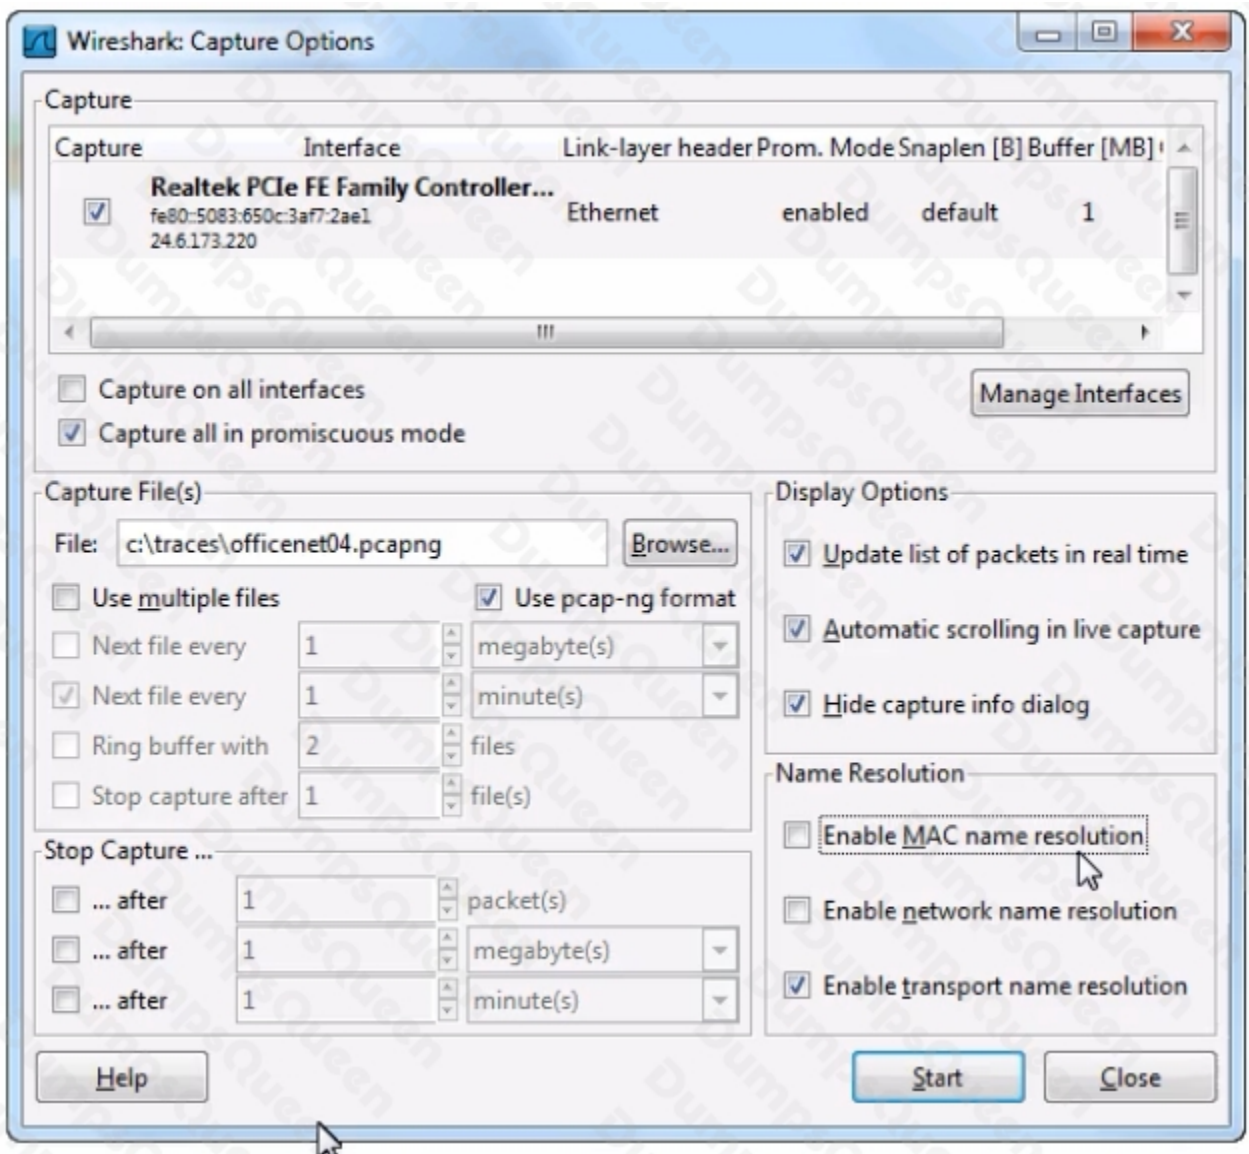 Wireshark: Capture Options
Capture
Capture Interface Link-layer header Prom. Mode Snaplen [B] Buffer [MB]
Realtek PCIe FE Family Controller...
fe80::5083:650c:3af7:2ae1
24.6.173.220
Ethernet enabled default 1
Capture on all interfaces
Manage Interfaces
Capture all in promiscuous mode
Capture File(s)
File: c:\traces\officenet04.pcapng Browse...
Use multiple files Use pcap-ng format
Next file every 1 megabyte(s)
Next file every 1 minute(s)
Ring buffer with 2 files
Stop capture after 1 file(s)
Display Options
Update list of packets in real time
Automatic scrolling in live capture
Hide capture info dialog
Stop Capture ...
... after 1 packet(s)
... after 1 megabyte(s)
... after 1 minute(s)
Name Resolution
Enable MAC name resolution
Enable network name resolution
Enable transport name resolution
Help Start Close
DumpsQueen